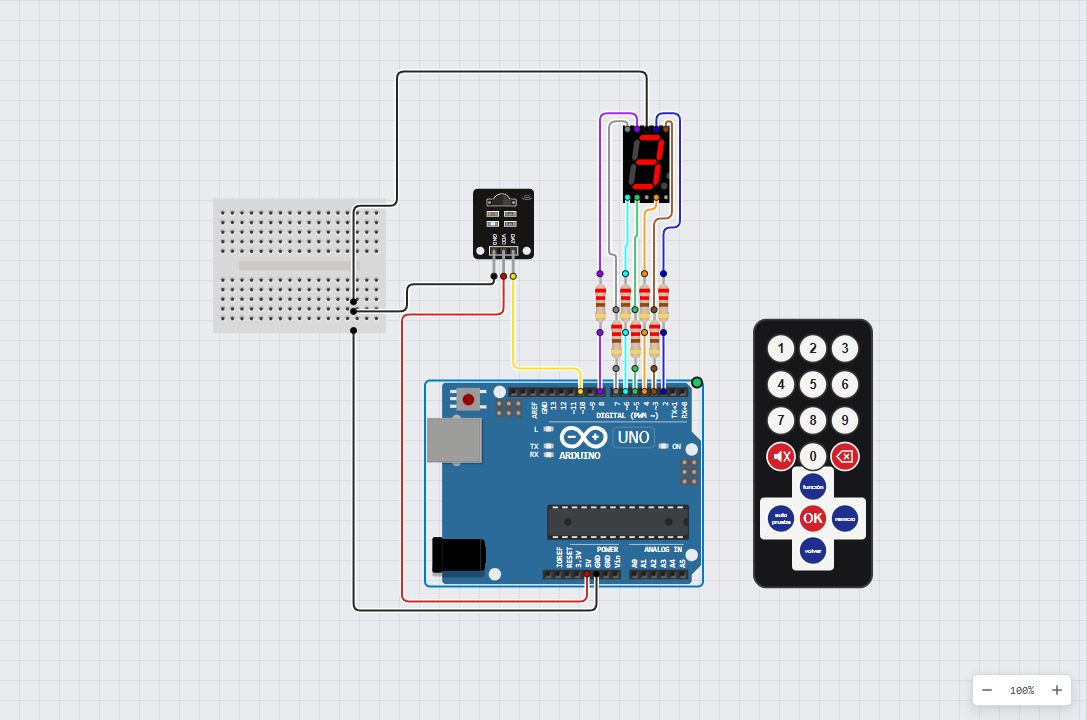 GND
VCC
DAT
AREF
GND
13
12
~11
~10
~9
8
7
~6
~5
4
~3
2
TX→1
RX←0
DIGITAL (PWM ~)
L
TX
RX
ARDUINO
UNO
ON
POWER
ANALOG IN
IOREF
RESET
3.3V
5V
GND
GND
Vin
A0
A1
A2
A3
A4
A5
1 2 3
4 5 6
7 8 9
0
función
auto
prueba
OK
reinicio
volver
− 100% +